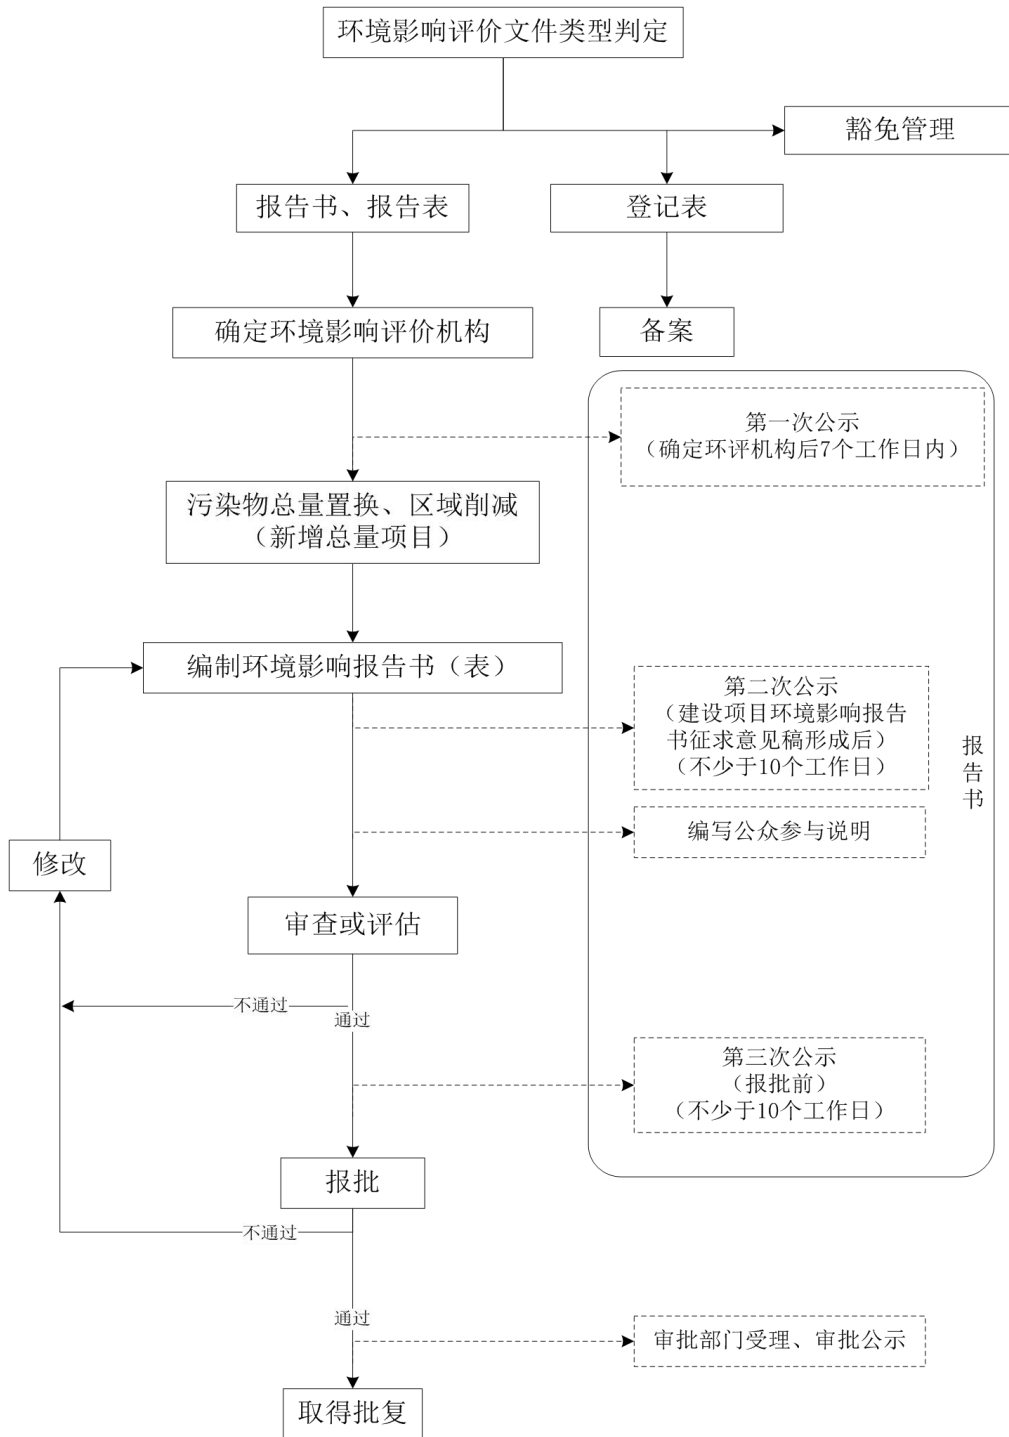 环境影响评价文件类型判定
豁免管理
报告书、报告表
登记表
确定环境影响评价机构
备案
第一次公示
（确定环评机构后7个工作日内）
污染物总量置换、区域削减
（新增总量项目）
编制环境影响报告书（表）
第二次公示
（建设项目环境影响报告
书征求意见稿形成后）
（不少于10个工作日）
报
告
书
编写公众参与说明
修改
审查或评估
不通过
通过
第三次公示
（报批前）
（不少于10个工作日）
报批
不通过
通过
审批部门受理、审批公示
取得批复